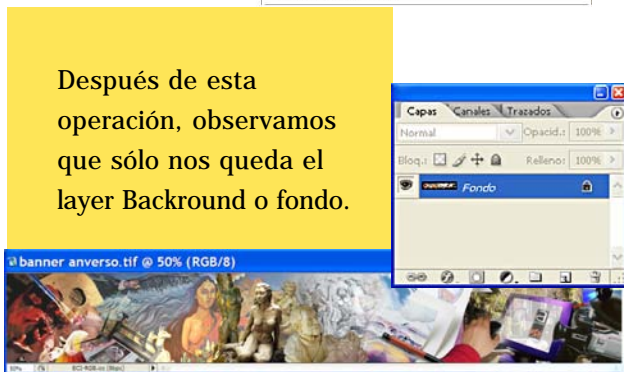 Después de esta
operación, observamos
que sólo nos queda el
layer Backround o fondo.
Capas Canales Trazados
Normal Opacid.: 100%
Bloq.: Relleno: 100%
Fondo
banner anverso.tif @ 50% (RGB/8)
50%